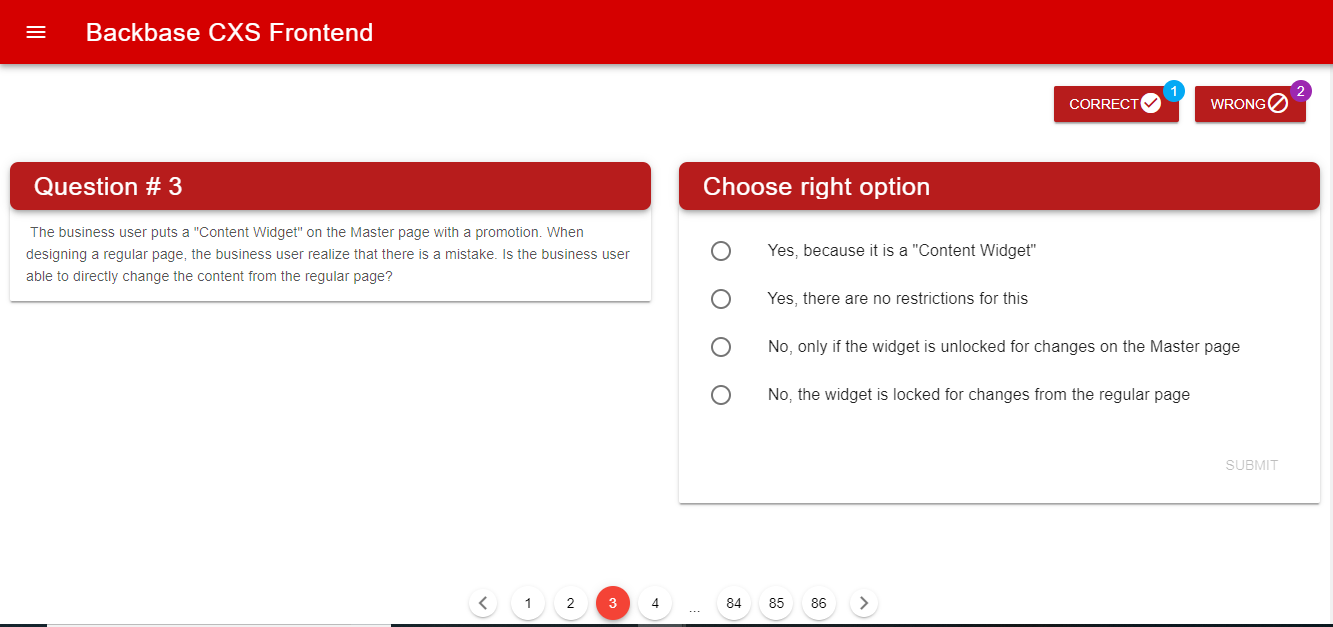 Backbase CXS Frontend
CORRECT 1
WRONG 2
Question # 3
The business user puts a "Content Widget" on the Master page with a promotion. When
designing a regular page, the business user realize that there is a mistake. Is the business user
able to directly change the content from the regular page?
Choose right option
Yes, because it is a "Content Widget"
Yes, there are no restrictions for this
No, only if the widget is unlocked for changes on the Master page
No, the widget is locked for changes from the regular page
SUBMIT
1 2 3 4 ... 84 85 86